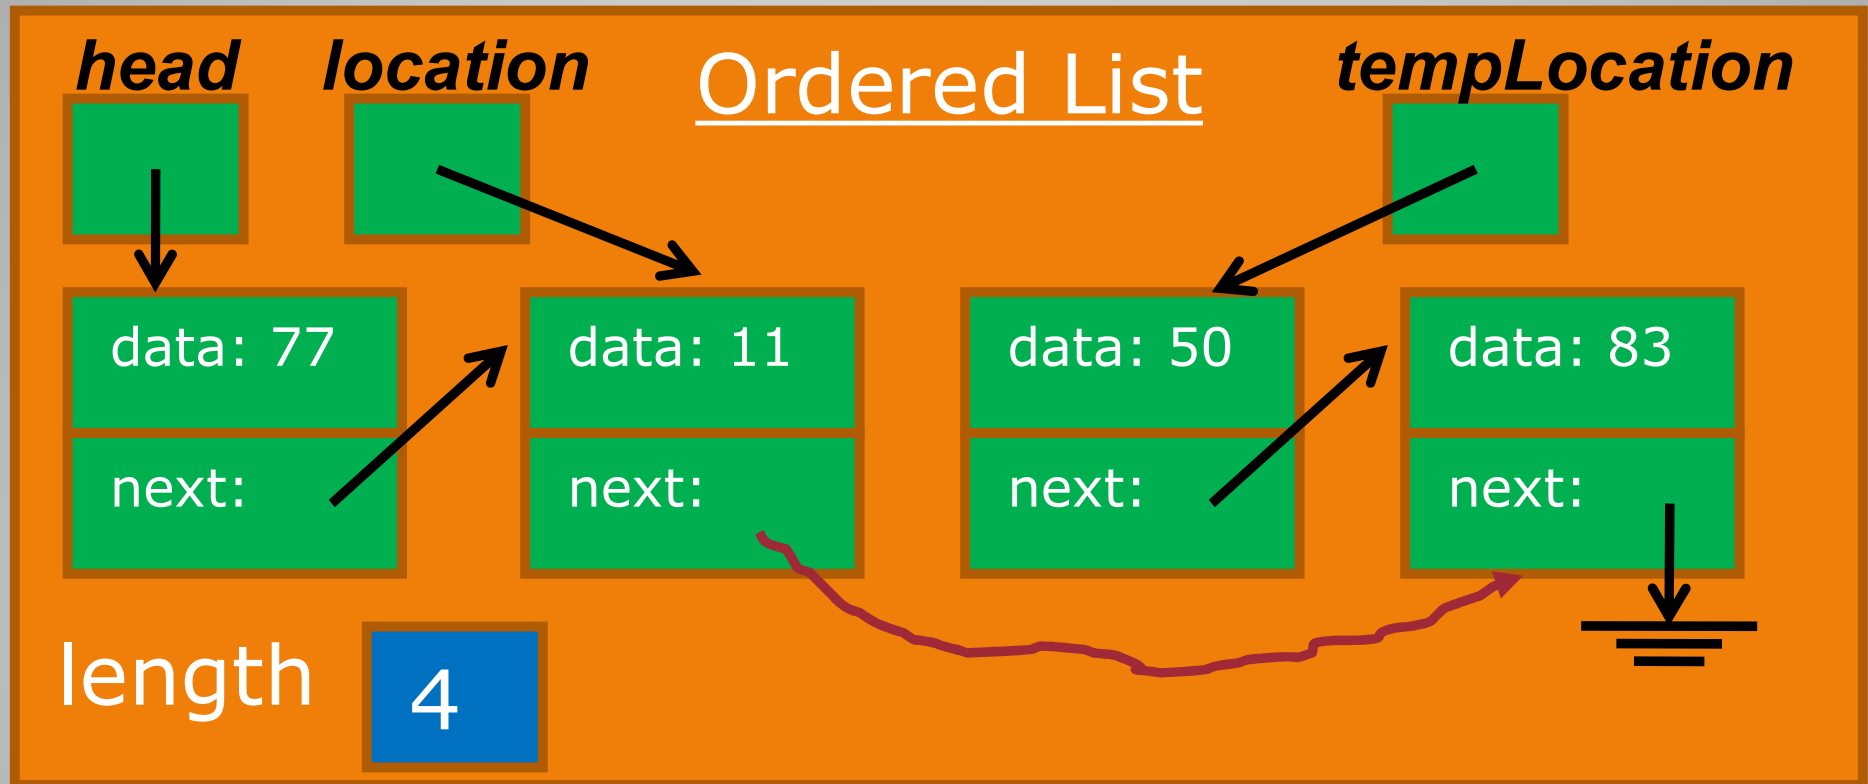 head location Ordered List tempLocation
data: 77 data: 11 data: 50 data: 83
next: next: next: next:
length 4